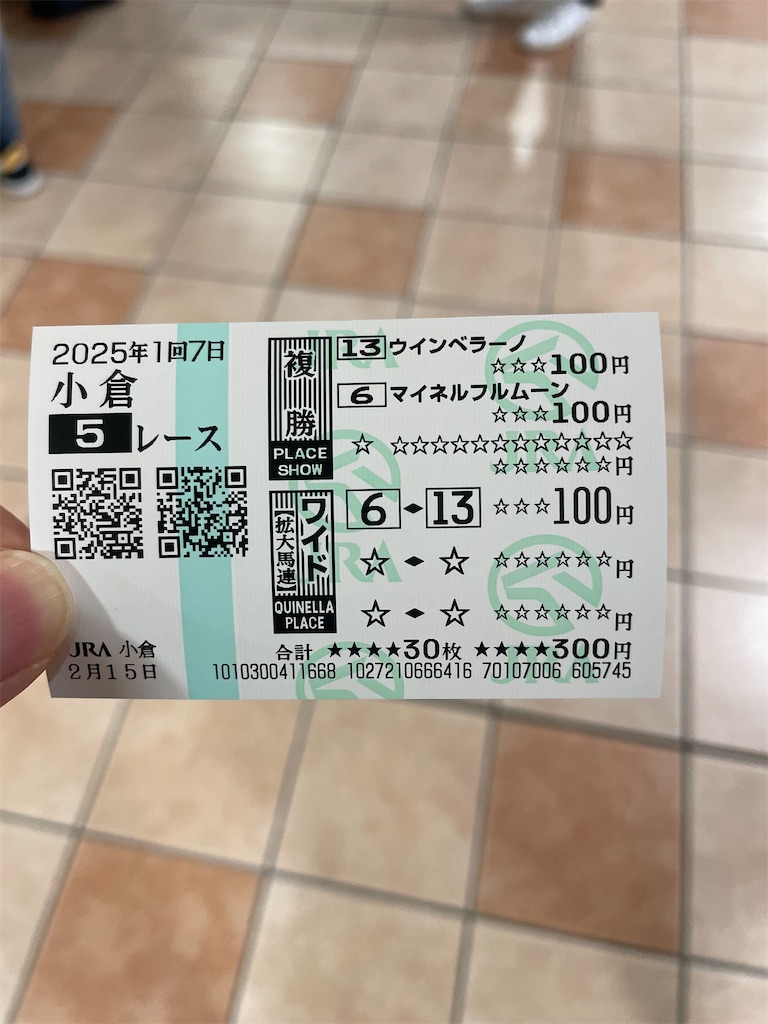 2025年1回7日
小倉
5レース
JRA 小倉
2月15日
複勝
PLACE SHOW
13 ウインベラーノ
☆☆☆100円
6 マイネルフルムーン
☆☆☆100円
☆ ☆☆☆☆☆☆☆☆☆☆☆☆
☆☆☆☆☆☆円
ワイド
【拡大馬連】
QUINELLA PLACE
6 ◆ 13 ☆☆☆100円
☆ ◆ ☆ ☆☆☆☆☆☆円
☆ ◆ ☆ ☆☆☆☆☆☆円
合計 ★★★★30枚 ★★★★300円
1010300411668 1027210666416 70107006 605745